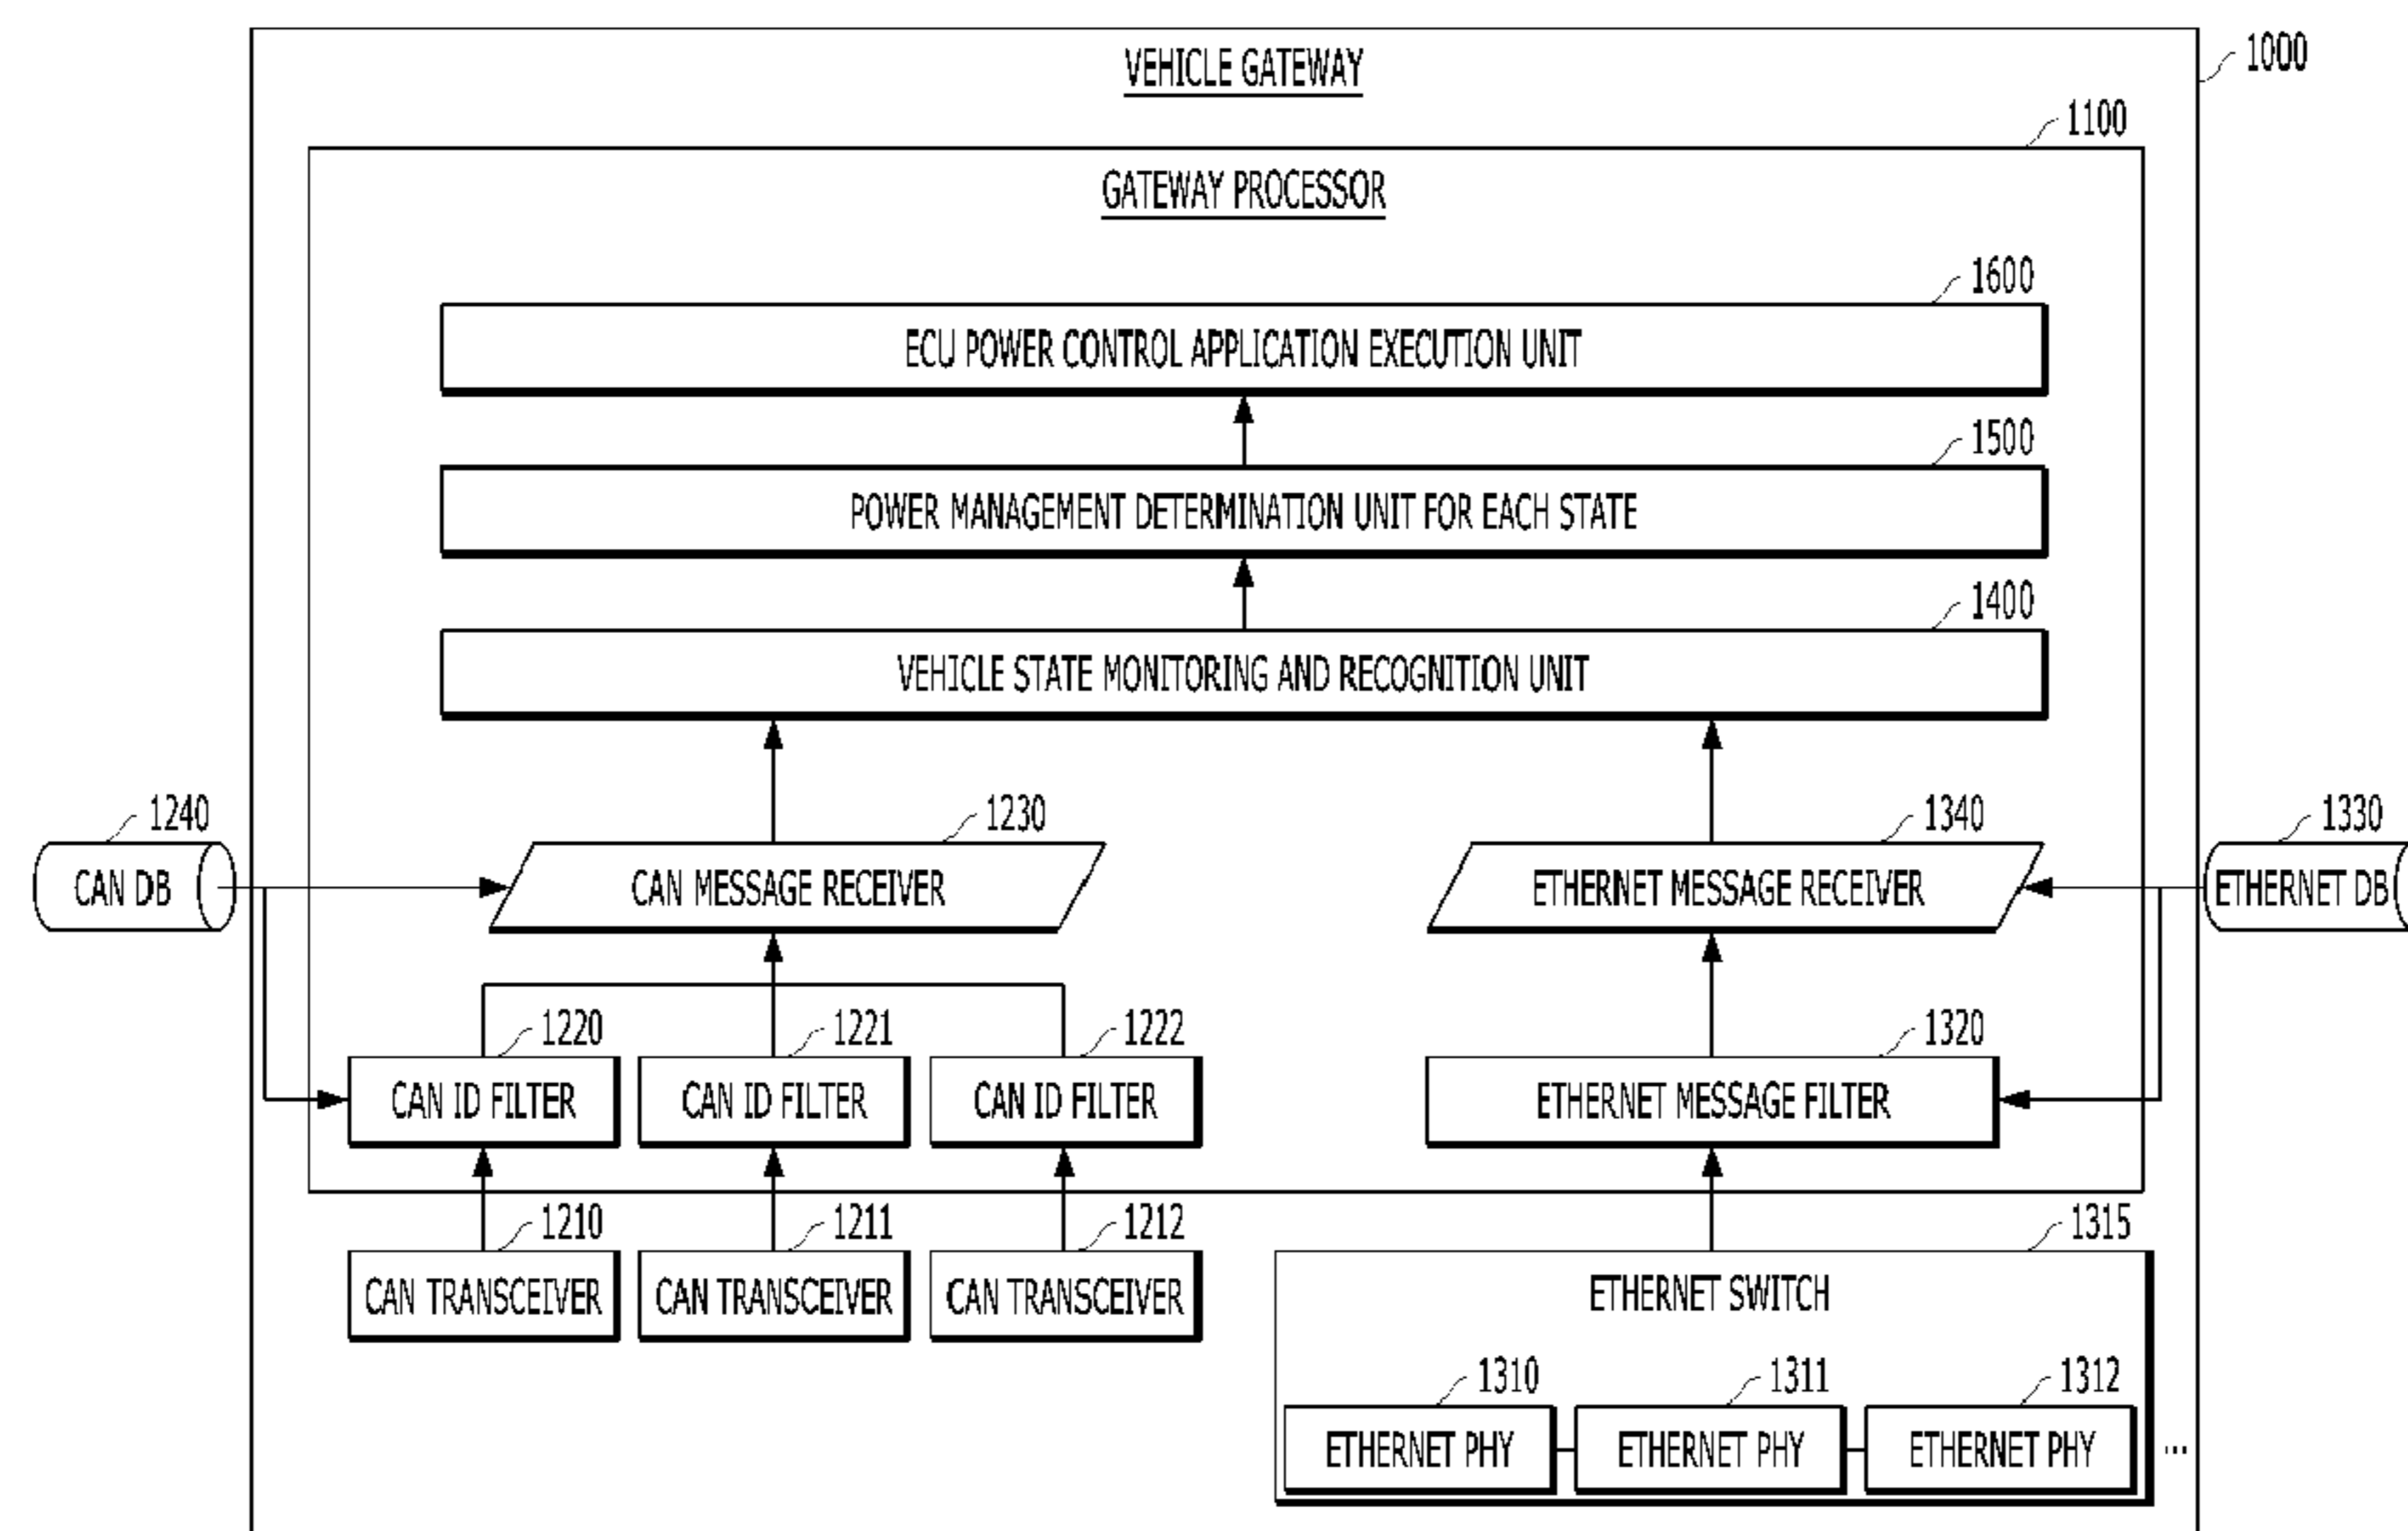 VEHICLE GATEWAY
1000
1100
GATEWAY PROCESSOR
1600
ECU POWER CONTROL APPLICATION EXECUTION UNIT
1500
POWER MANAGEMENT DETERMINATION UNIT FOR EACH STATE
1400
VEHICLE STATE MONITORING AND RECOGNITION UNIT
1240
1230
1340
1330
CAN DB
CAN MESSAGE RECEIVER
ETHERNET MESSAGE RECEIVER
ETHERNET DB
1220
1221
1222
1320
CAN ID FILTER
CAN ID FILTER
CAN ID FILTER
ETHERNET MESSAGE FILTER
1210
1211
1212
1315
CAN TRANSCEIVER
CAN TRANSCEIVER
CAN TRANSCEIVER
ETHERNET SWITCH
1310
1311
1312
ETHERNET PHY
ETHERNET PHY
ETHERNET PHY
...